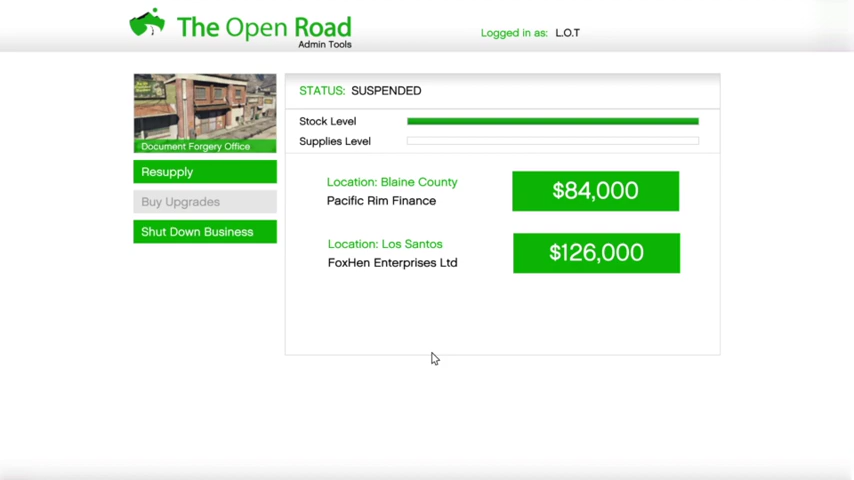 The Open Road
Admin Tools
Logged in as: L.O.T
STATUS: SUSPENDED
Stock Level
Supplies Level
Document Forgery Office
Resupply
Buy Upgrades
Shut Down Business
Location: Blaine County
Pacific Rim Finance
$84,000
Location: Los Santos
FoxHen Enterprises Ltd
$126,000